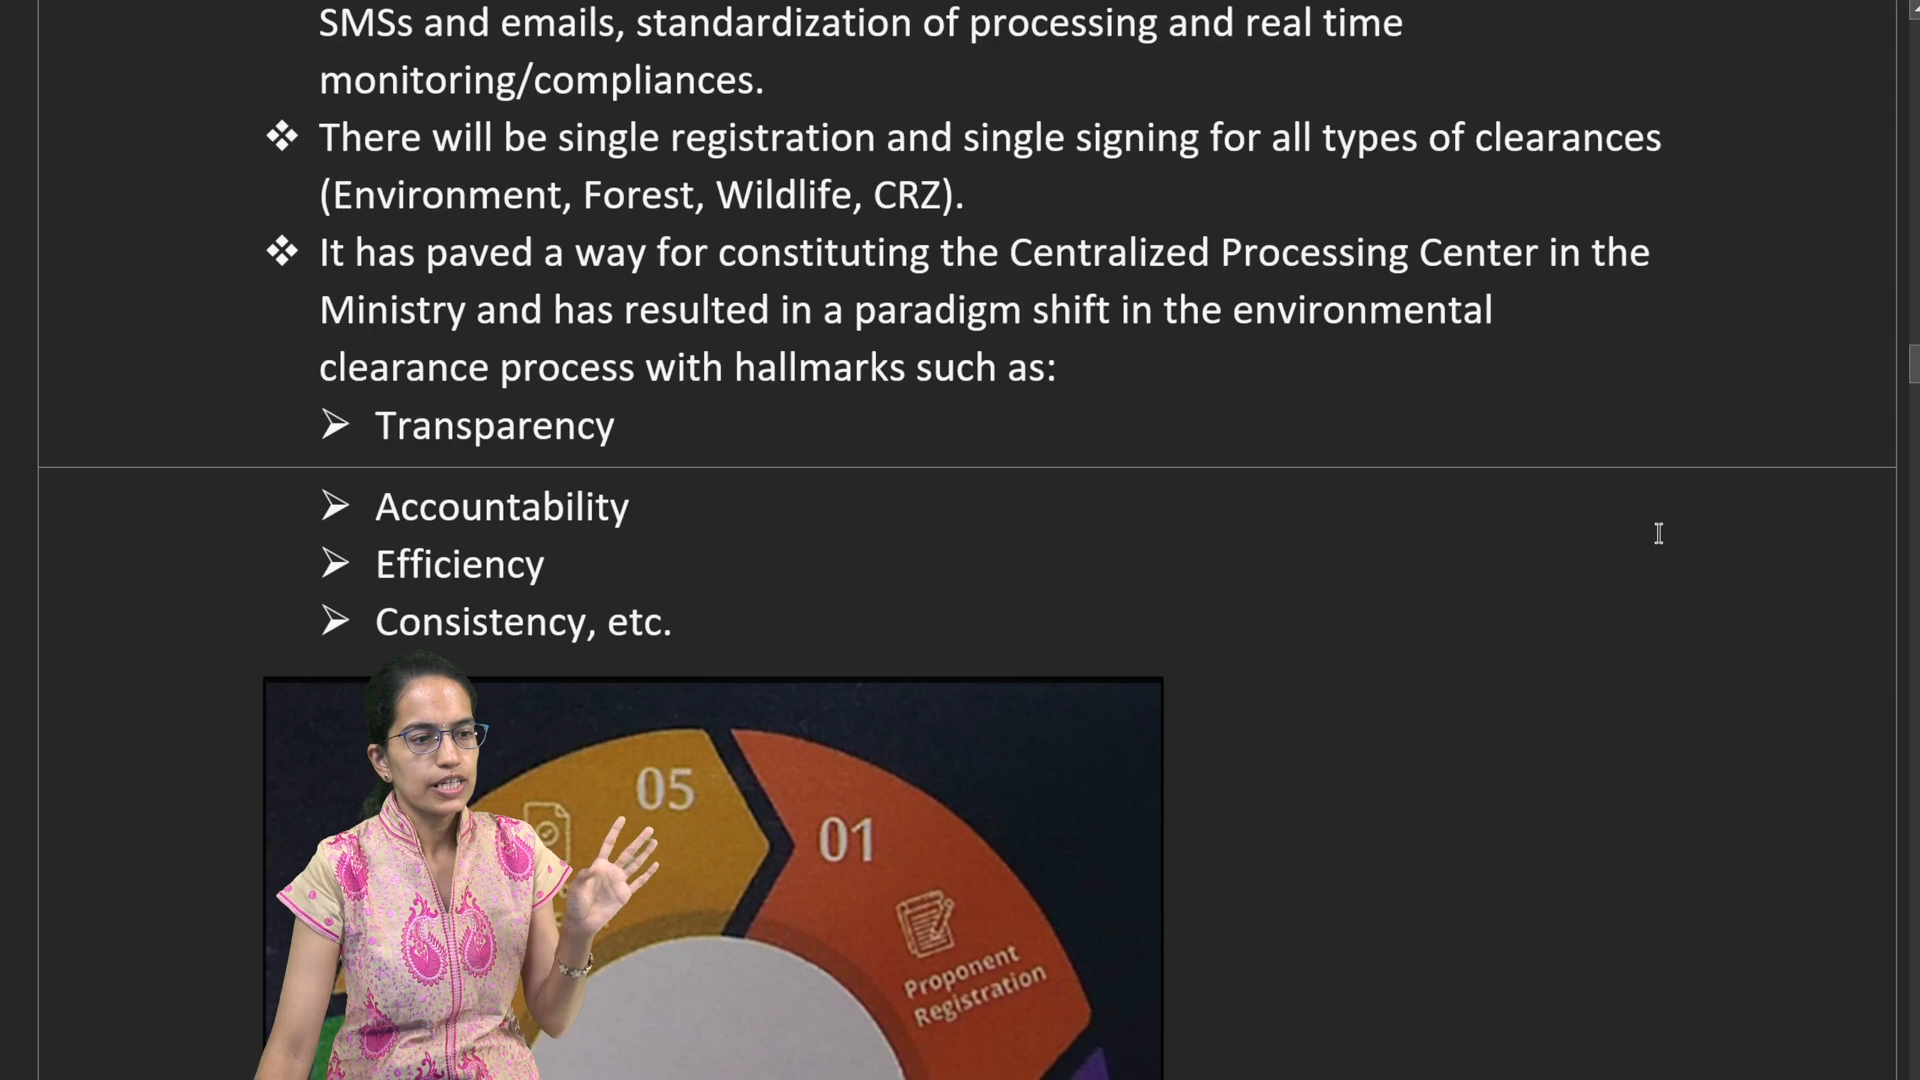 SMSs and emails, standardization of processing and real time
monitoring/compliances.
❖ There will be single registration and single signing for all types of clearances
(Environment, Forest, Wildlife, CRZ).
❖ It has paved a way for constituting the Centralized Processing Center in the
Ministry and has resulted in a paradigm shift in the environmental
clearance process with hallmarks such as:
➢ Transparency
➢ Accountability
➢ Efficiency
➢ Consistency, etc.
05
01
Proponent
Registration